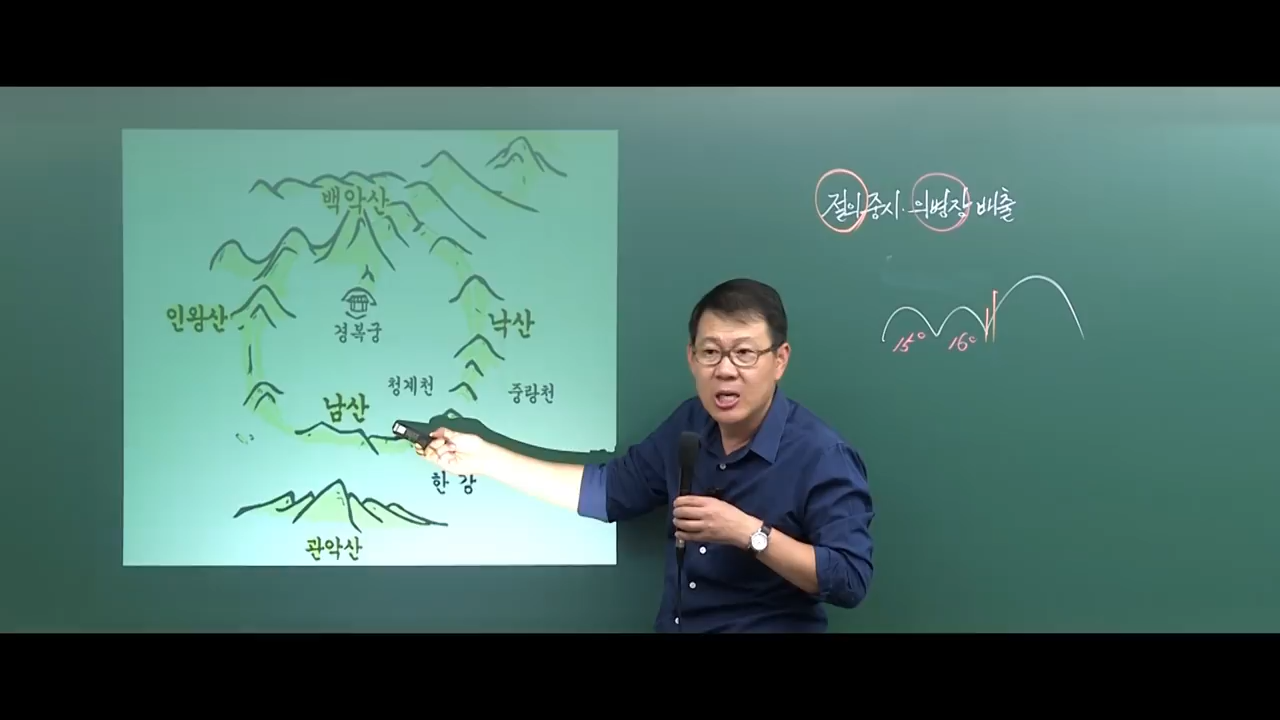 백악산
인왕산
경복궁
낙산
청계천
중랑천
남산
한강
관악산
절의 중시·의병장 배출
15c
16c